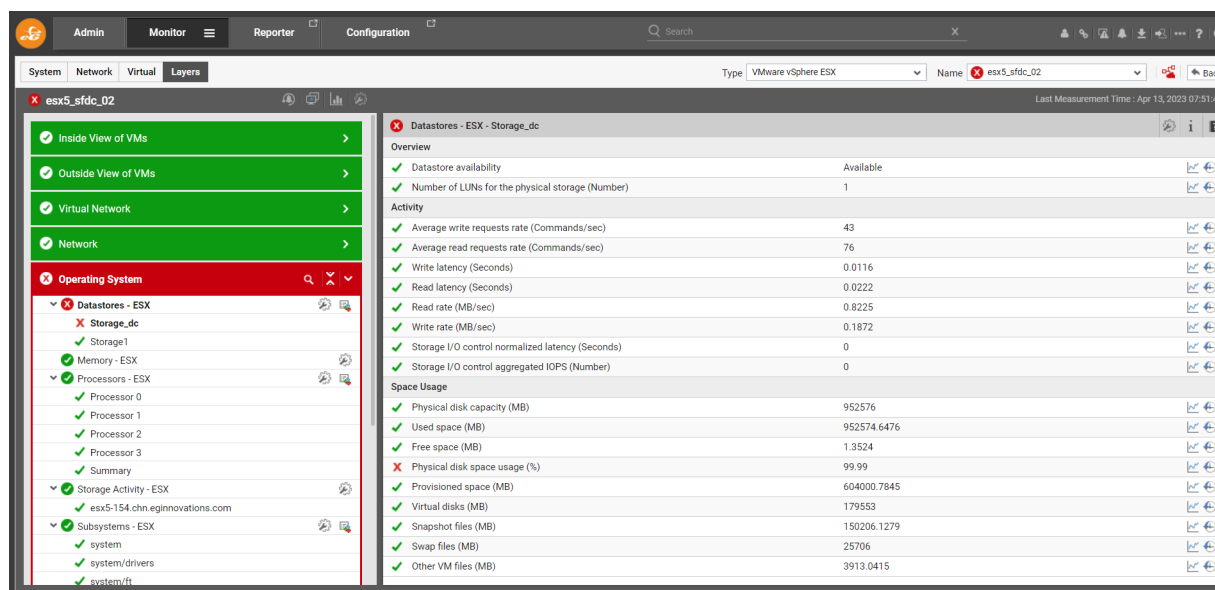 eG
Admin Monitor Reporter Configuration Search X ?
System Network Virtual Layers Type VMware vSphere ESX Name esx5_sfdc_02
esx5_sfdc_02 Last Measurement Time : Apr 13, 2023 07:51:
Inside View of VMs
Outside View of VMs
Virtual Network
Network
Operating System
Datastores - ESX
Storage_dc
Storage1
Memory - ESX
Processors - ESX
Processor 0
Processor 1
Processor 2
Processor 3
Summary
Storage Activity - ESX
esx5-154.chn.eginnovations.com
Subsystems - ESX
system
system/drivers
system/ft
Datastores - ESX - Storage_dc
Overview
Datastore availability Available
Number of LUNs for the physical storage (Number) 1
Activity
Average write requests rate (Commands/sec) 43
Average read requests rate (Commands/sec) 76
Write latency (Seconds) 0.0116
Read latency (Seconds) 0.0222
Read rate (MB/sec) 0.8225
Write rate (MB/sec) 0.1872
Storage I/O control normalized latency (Seconds) 0
Storage I/O control aggregated IOPS (Number) 0
Space Usage
Physical disk capacity (MB) 952576
Used space (MB) 952574.6476
Free space (MB) 1.3524
Physical disk space usage (%) 99.99
Provisioned space (MB) 604000.7845
Virtual disks (MB) 179553
Snapshot files (MB) 150206.1279
Swap files (MB) 25706
Other VM files (MB) 3913.0415